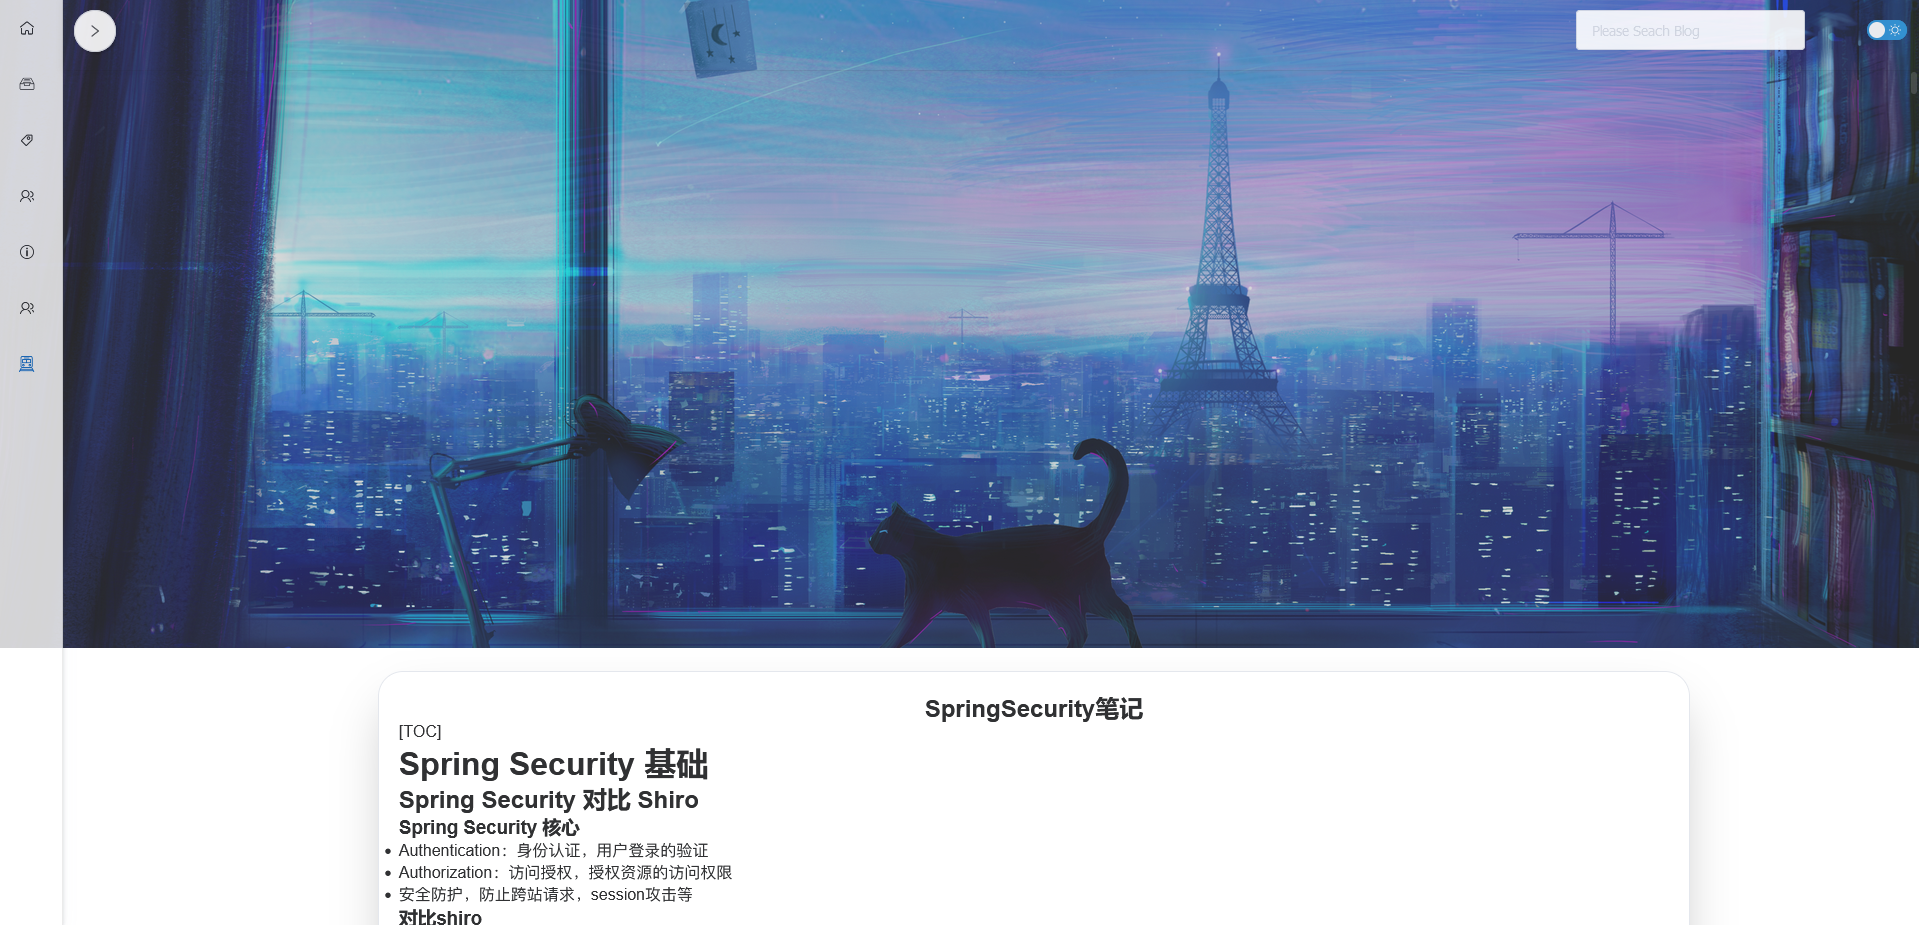 Please Seach Blog
SpringSecurity笔记
[TOC]
Spring Security 基础
Spring Security 对比 Shiro
Spring Security 核心
Authentication：身份认证，用户登录的验证
Authorization：访问授权，授权资源的访问权限
安全防护，防止跨站请求，session攻击等
对比shiro